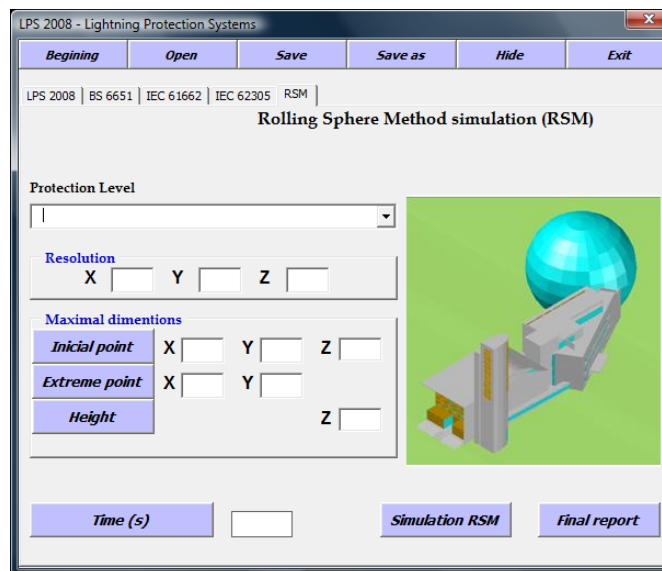 LPS 2008 - Lightning Protection Systems
Begining Open Save Save as Hide Exit
LPS 2008 BS 6651 IEC 61662 IEC 62305 RSM
Rolling Sphere Method simulation (RSM)
Protection Level
Resolution
X Y Z
Maximal dimentions
Inicial point X Y Z
Extreme point X Y
Height Z
Time (s) Simulation RSM Final report